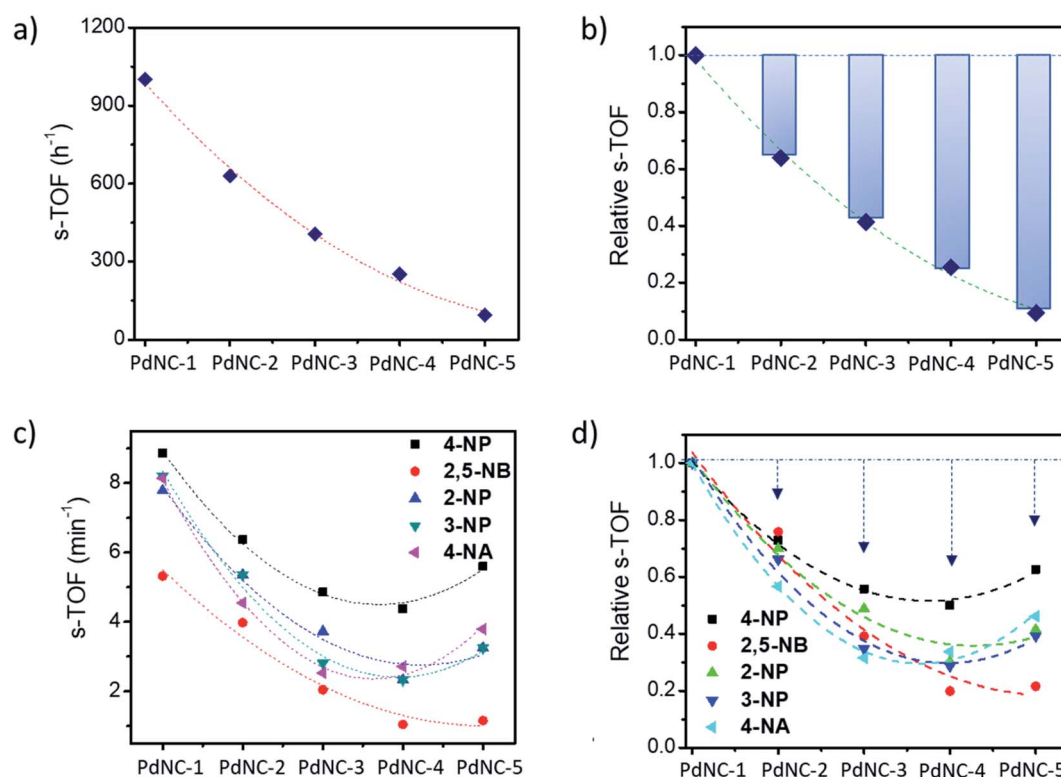 a)
1200
900
600
300
0
s-TOF (h⁻¹)
PdNC-1 PdNC-2 PdNC-3 PdNC-4 PdNC-5
b)
1.0
0.8
0.6
0.4
0.2
0.0
Relative s-TOF
PdNC-1 PdNC-2 PdNC-3 PdNC-4 PdNC-5
c)
8
6
4
2
s-TOF (min⁻¹)
4-NP
2,5-NB
2-NP
3-NP
4-NA
PdNC-1 PdNC-2 PdNC-3 PdNC-4 PdNC-5
d)
1.0
0.8
0.6
0.4
0.2
0.0
Relative s-TOF
4-NP
2,5-NB
2-NP
3-NP
4-NA
PdNC-1 PdNC-2 PdNC-3 PdNC-4 PdNC-5